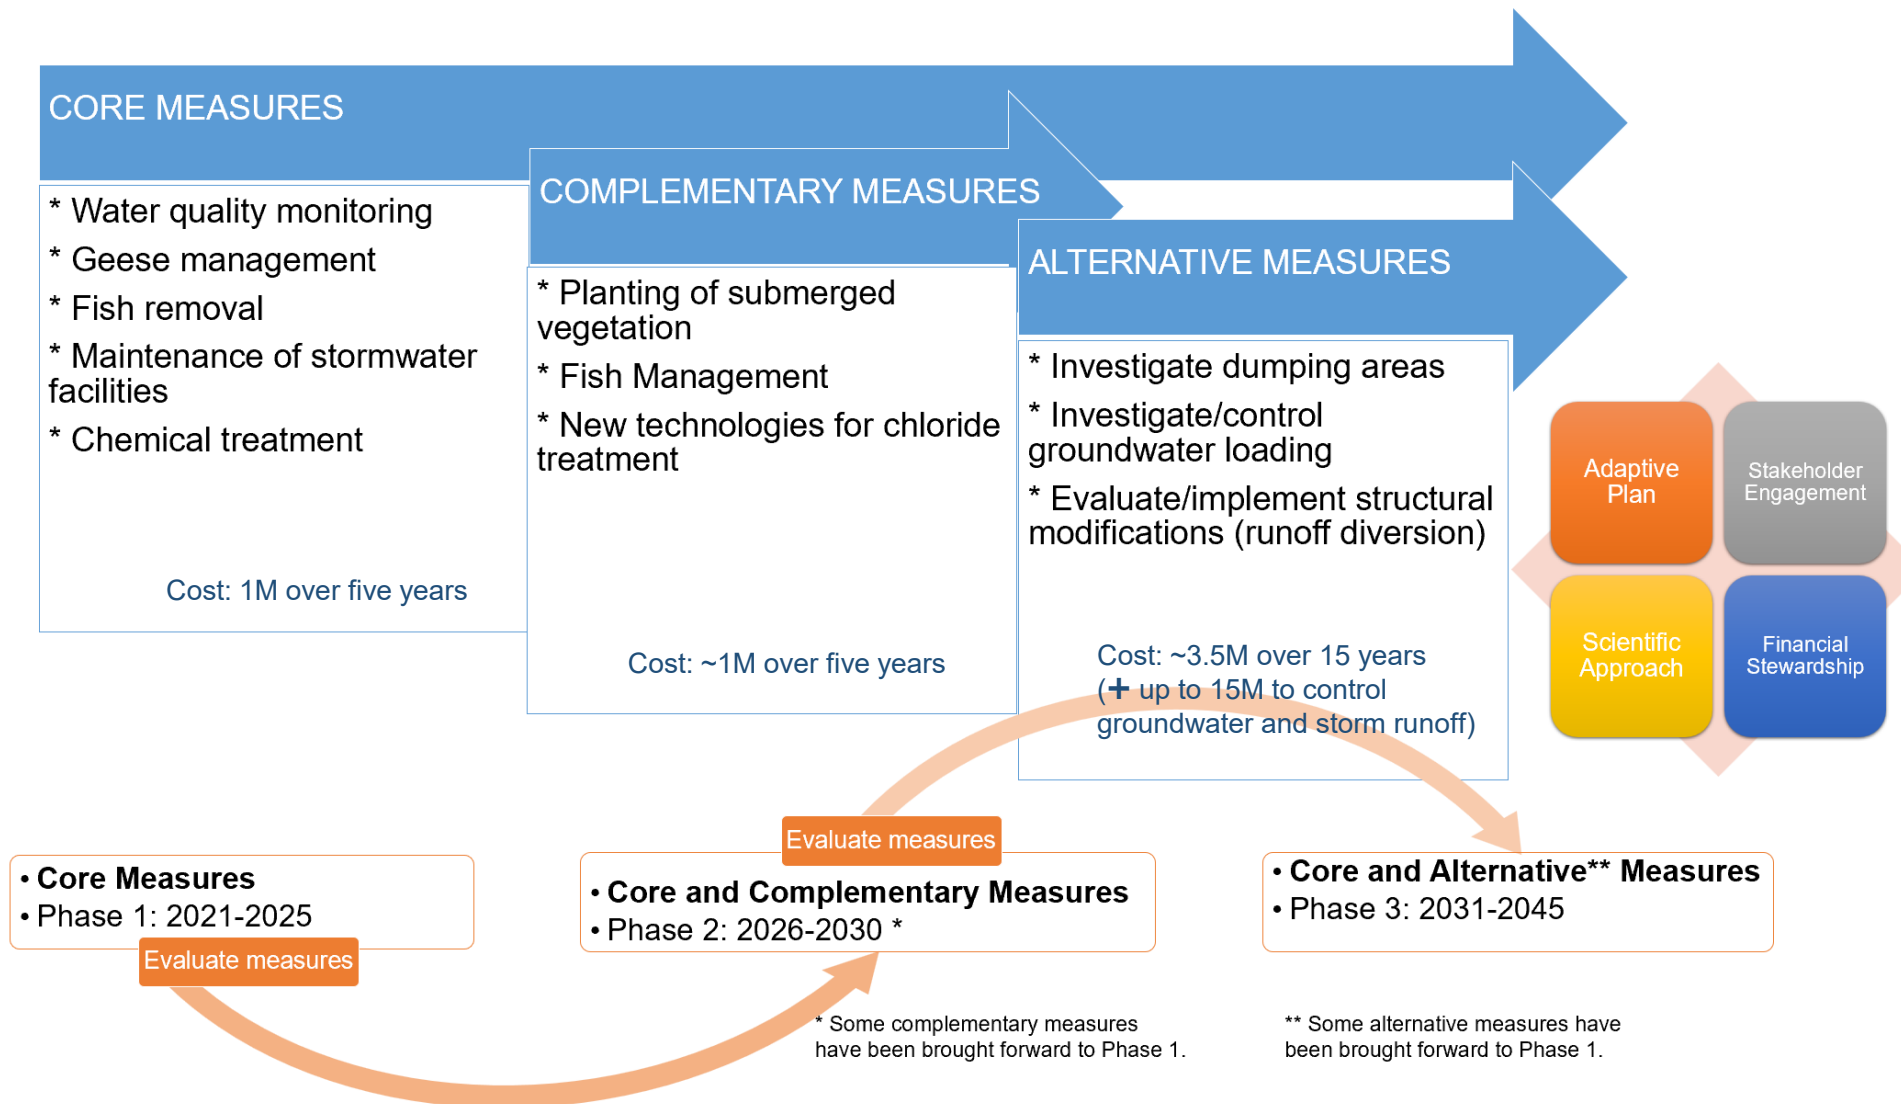 CORE MEASURES
* Water quality monitoring
* Geese management
* Fish removal
* Maintenance of stormwater
facilities
* Chemical treatment
Cost: 1M over five years
COMPLEMENTARY MEASURES
* Planting of submerged
vegetation
* Fish Management
* New technologies for chloride
treatment
Cost: ~1M over five years
ALTERNATIVE MEASURES
* Investigate dumping areas
* Investigate/control
groundwater loading
* Evaluate/implement structural
modifications (runoff diversion)
Cost: ~3.5M over 15 years
(+ up to 15M to control
groundwater and storm runoff)
Adaptive
Plan
Stakeholder
Engagement
Scientific
Approach
Financial
Stewardship
• Core Measures
• Phase 1: 2021-2025
Evaluate measures
Evaluate measures
• Core and Complementary Measures
• Phase 2: 2026-2030 *
• Core and Alternative** Measures
• Phase 3: 2031-2045
* Some complementary measures
have been brought forward to Phase 1.
** Some alternative measures have
been brought forward to Phase 1.